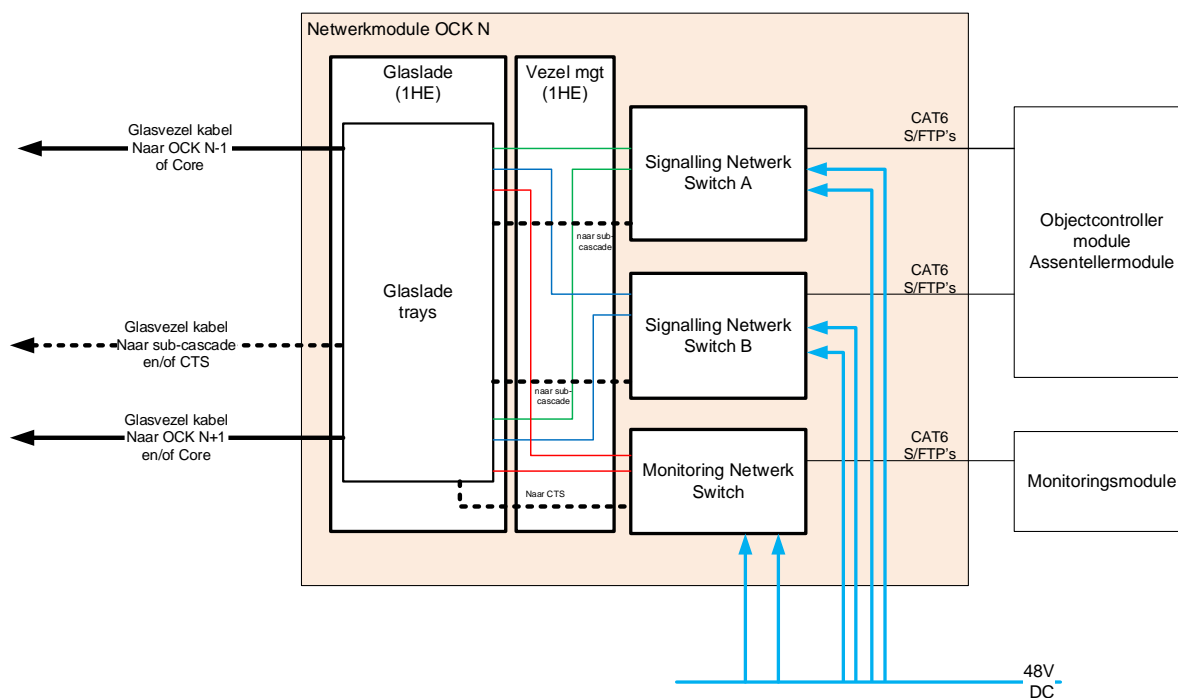 Netwerkmodule OCK N
Glaslade
(1HE)
Vezel mgt
(1HE)
Glasvezel kabel
Naar OCK N-1
of Core
Glasvezel kabel
Naar sub-cascade
en/of CTS
Glasvezel kabel
Naar OCK N+1
en/of Core
Glaslade
trays
naar sub-
cascade
naar sub-
cascade
Naar CTS
Signalling Netwerk
Switch A
Signalling Netwerk
Switch B
Monitoring Netwerk
Switch
CAT6
S/FTP's
CAT6
S/FTP's
CAT6
S/FTP's
Objectcontroller
module
Assentellermodule
Monitoringsmodule
48V
DC